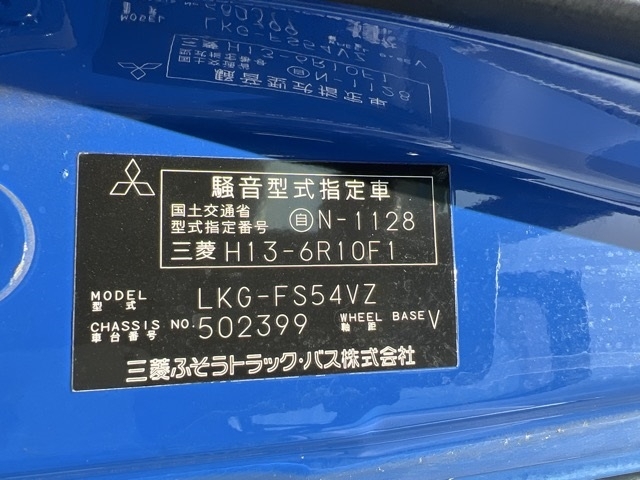 騒音型式指定車
国土交通省
型式指定番号 自N-1128
三菱 H13-6R10F1
MODEL
型式 LKG-FS54VZ
CHASSIS NO.
車台番号 502399 WHEEL BASE
軸距 V
三菱ふそうトラック・バス株式会社